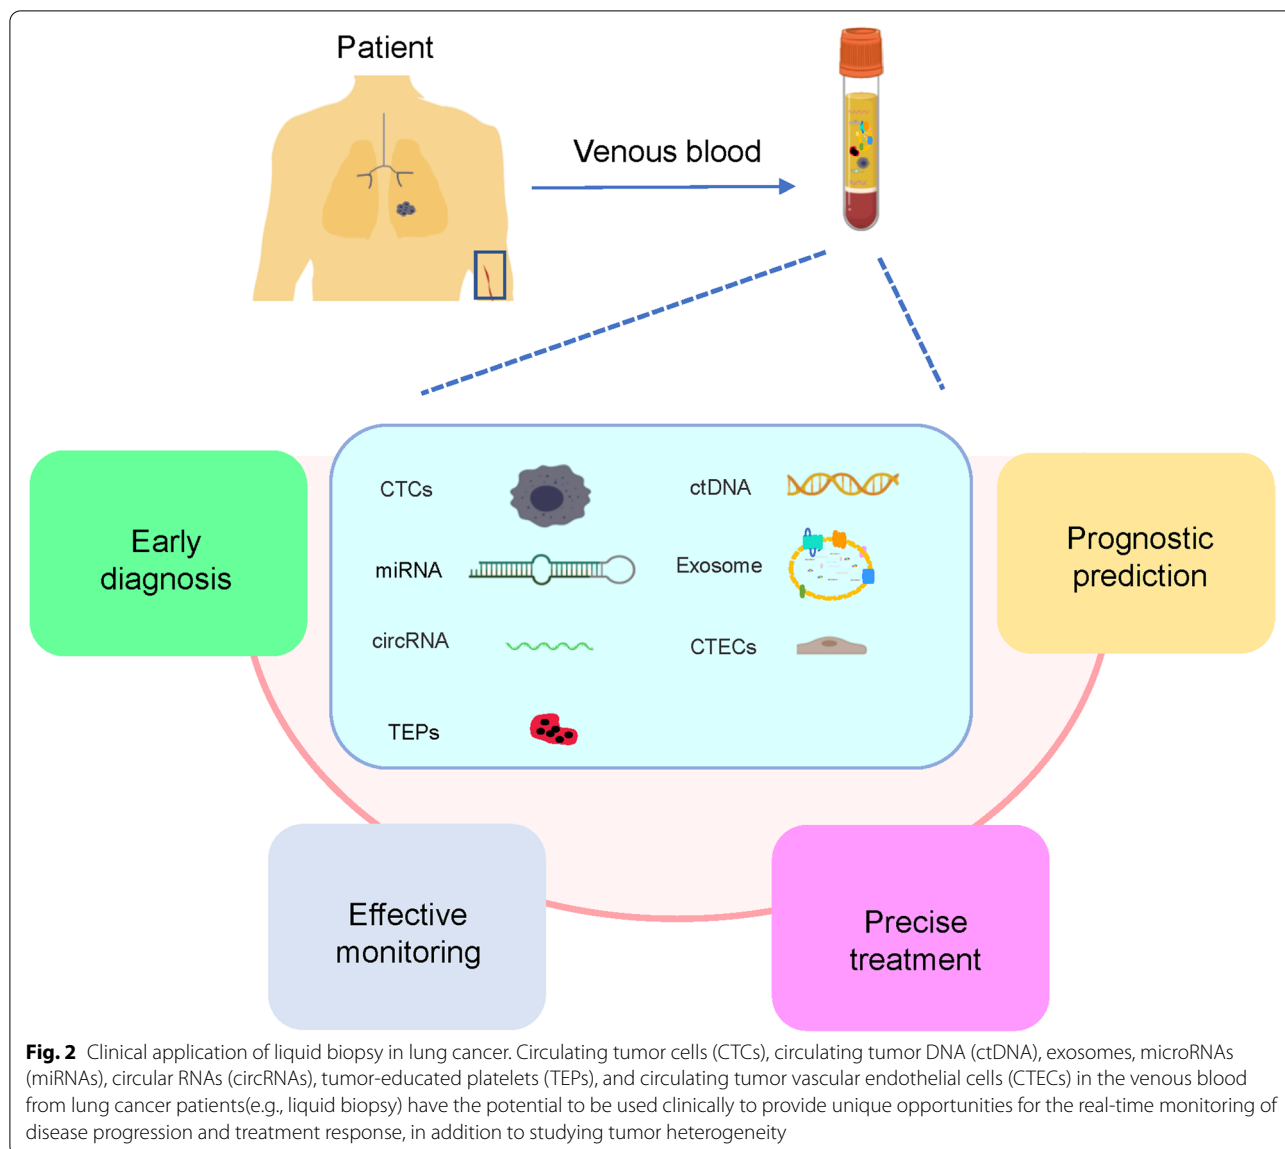 Patient
Venous blood
CTCs
ctDNA
miRNA
Exosome
circRNA
CTECs
TEPs
Early
diagnosis
Prognostic
prediction
Effective
monitoring
Precise
treatment
Fig. 2 Clinical application of liquid biopsy in lung cancer. Circulating tumor cells (CTCs), circulating tumor DNA (ctDNA), exosomes, microRNAs
(miRNAs), circular RNAs (circRNAs), tumor-educated platelets (TEPs), and circulating tumor vascular endothelial cells (CTECs) in the venous blood
from lung cancer patients(e.g., liquid biopsy) have the potential to be used clinically to provide unique opportunities for the real-time monitoring of
disease progression and treatment response, in addition to studying tumor heterogeneity